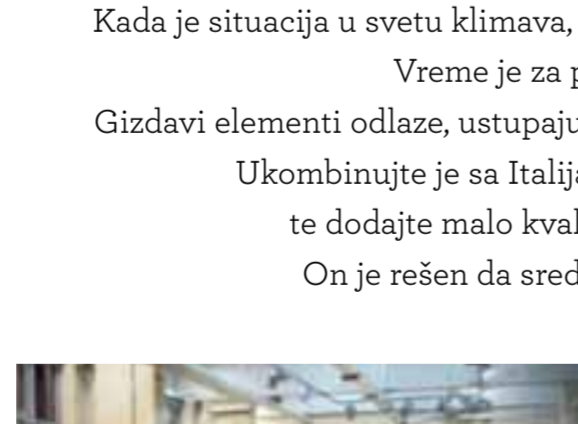 Kada je situacija u svetu klimava,
Vreme je za
Gizdavi elementi odlaze, ustupaju
Ukombinujte je sa
te dodajte malo
On je rešen da